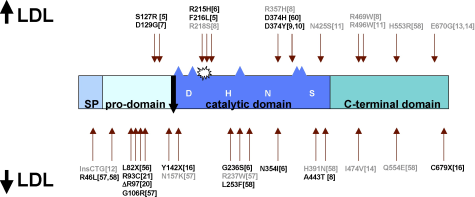 LDL
S127R [5]
D129G[7]
R215H[6]
F216L[5]
R218S[8]
R357H[8]
D374H [60]
D374Y[9,10]
N425S[11]
R469W[8]
R496W[11]
H553R[58]
E670G[13,14]
SP
pro-domain
D
H
N
S
catalytic domain
C-terminal domain
InsCTG[12]
R46L[57,58]
L82X[56]
R93C[21]
ΔR97[20]
G106R[57]
Y142X[16]
N157K[57]
G236S[6]
R237W[57]
L253F[58]
N354I[6]
H391N[58]
A443T [8]
I474V[14]
Q554E[58]
C679X[16]
LDL